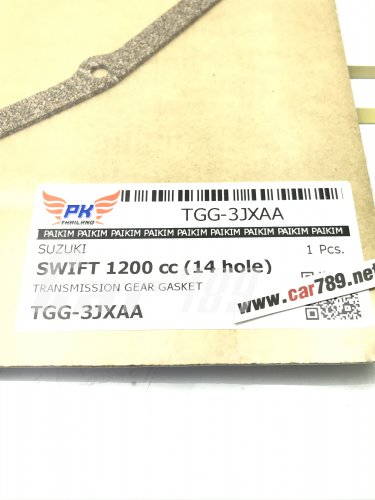 PK
THAILAND
TGG-3JXAA
PAIKIM PAIKIM PAIKIM PAIKIM PAIKIM PAIKIM PAIKIM PAIKIM PAIKIM PAIKIM
SUZUKI
1 Pcs.
SWIFT 1200 cc (14 hole)
TRANSMISSION GEAR GASKET
TGG-3JXAA
www.car789.net